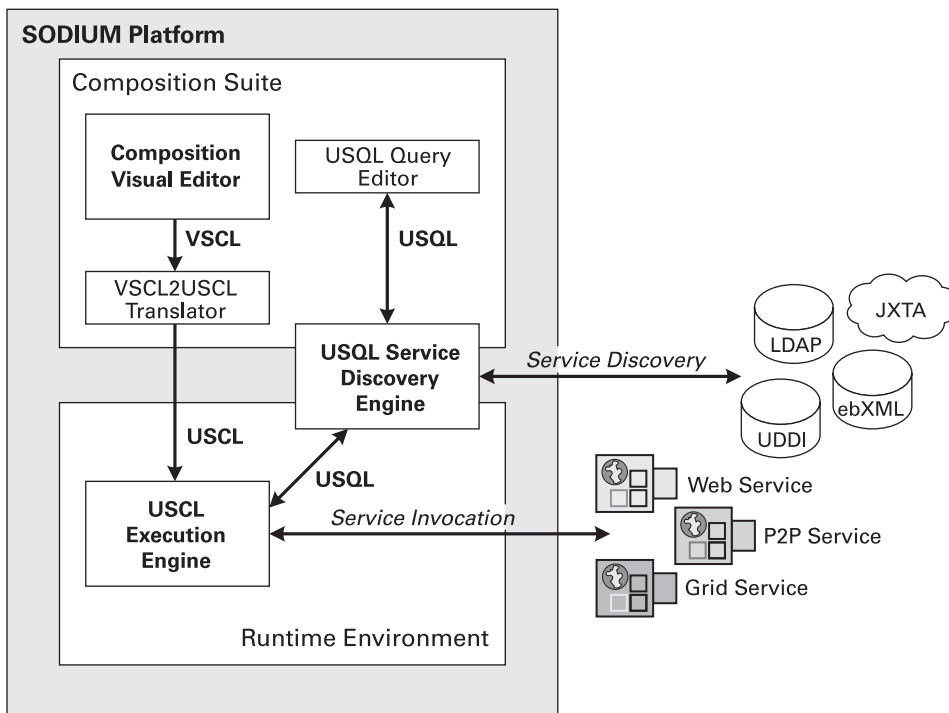 SODIUM Platform
Composition Suite
Composition
Visual Editor
USQL Query
Editor
VSCL
USQL
VSCL2USCL
Translator
USQL Service
Discovery
Engine
Service Discovery
JXTA
LDAP
ebXML
UDDI
USCL
USQL
USCL
Execution
Engine
Service Invocation
Web Service
P2P Service
Grid Service
Runtime Environment